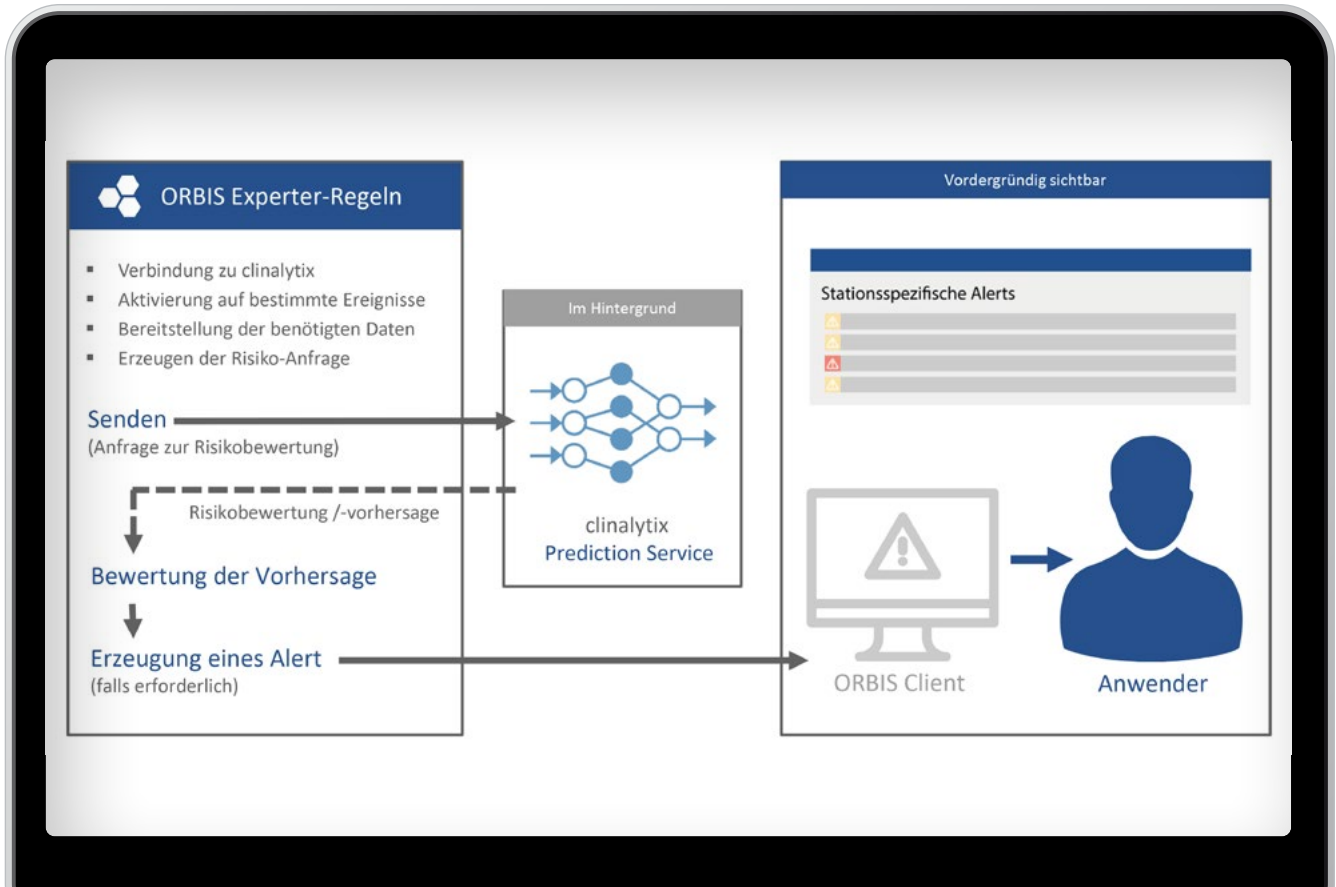 ORBIS Experter-Regeln
▪ Verbindung zu clinalytix
▪ Aktivierung auf bestimmte Ereignisse
▪ Bereitstellung der benötigten Daten
▪ Erzeugen der Risiko-Anfrage
Senden
(Anfrage zur Risikobewertung)
Risikobewertung /-vorhersage
Bewertung der Vorhersage
Erzeugung eines Alert
(falls erforderlich)
Im Hintergrund
clinalytix
Prediction Service
Vordergründig sichtbar
Stationsspezifische Alerts
ORBIS Client
Anwender